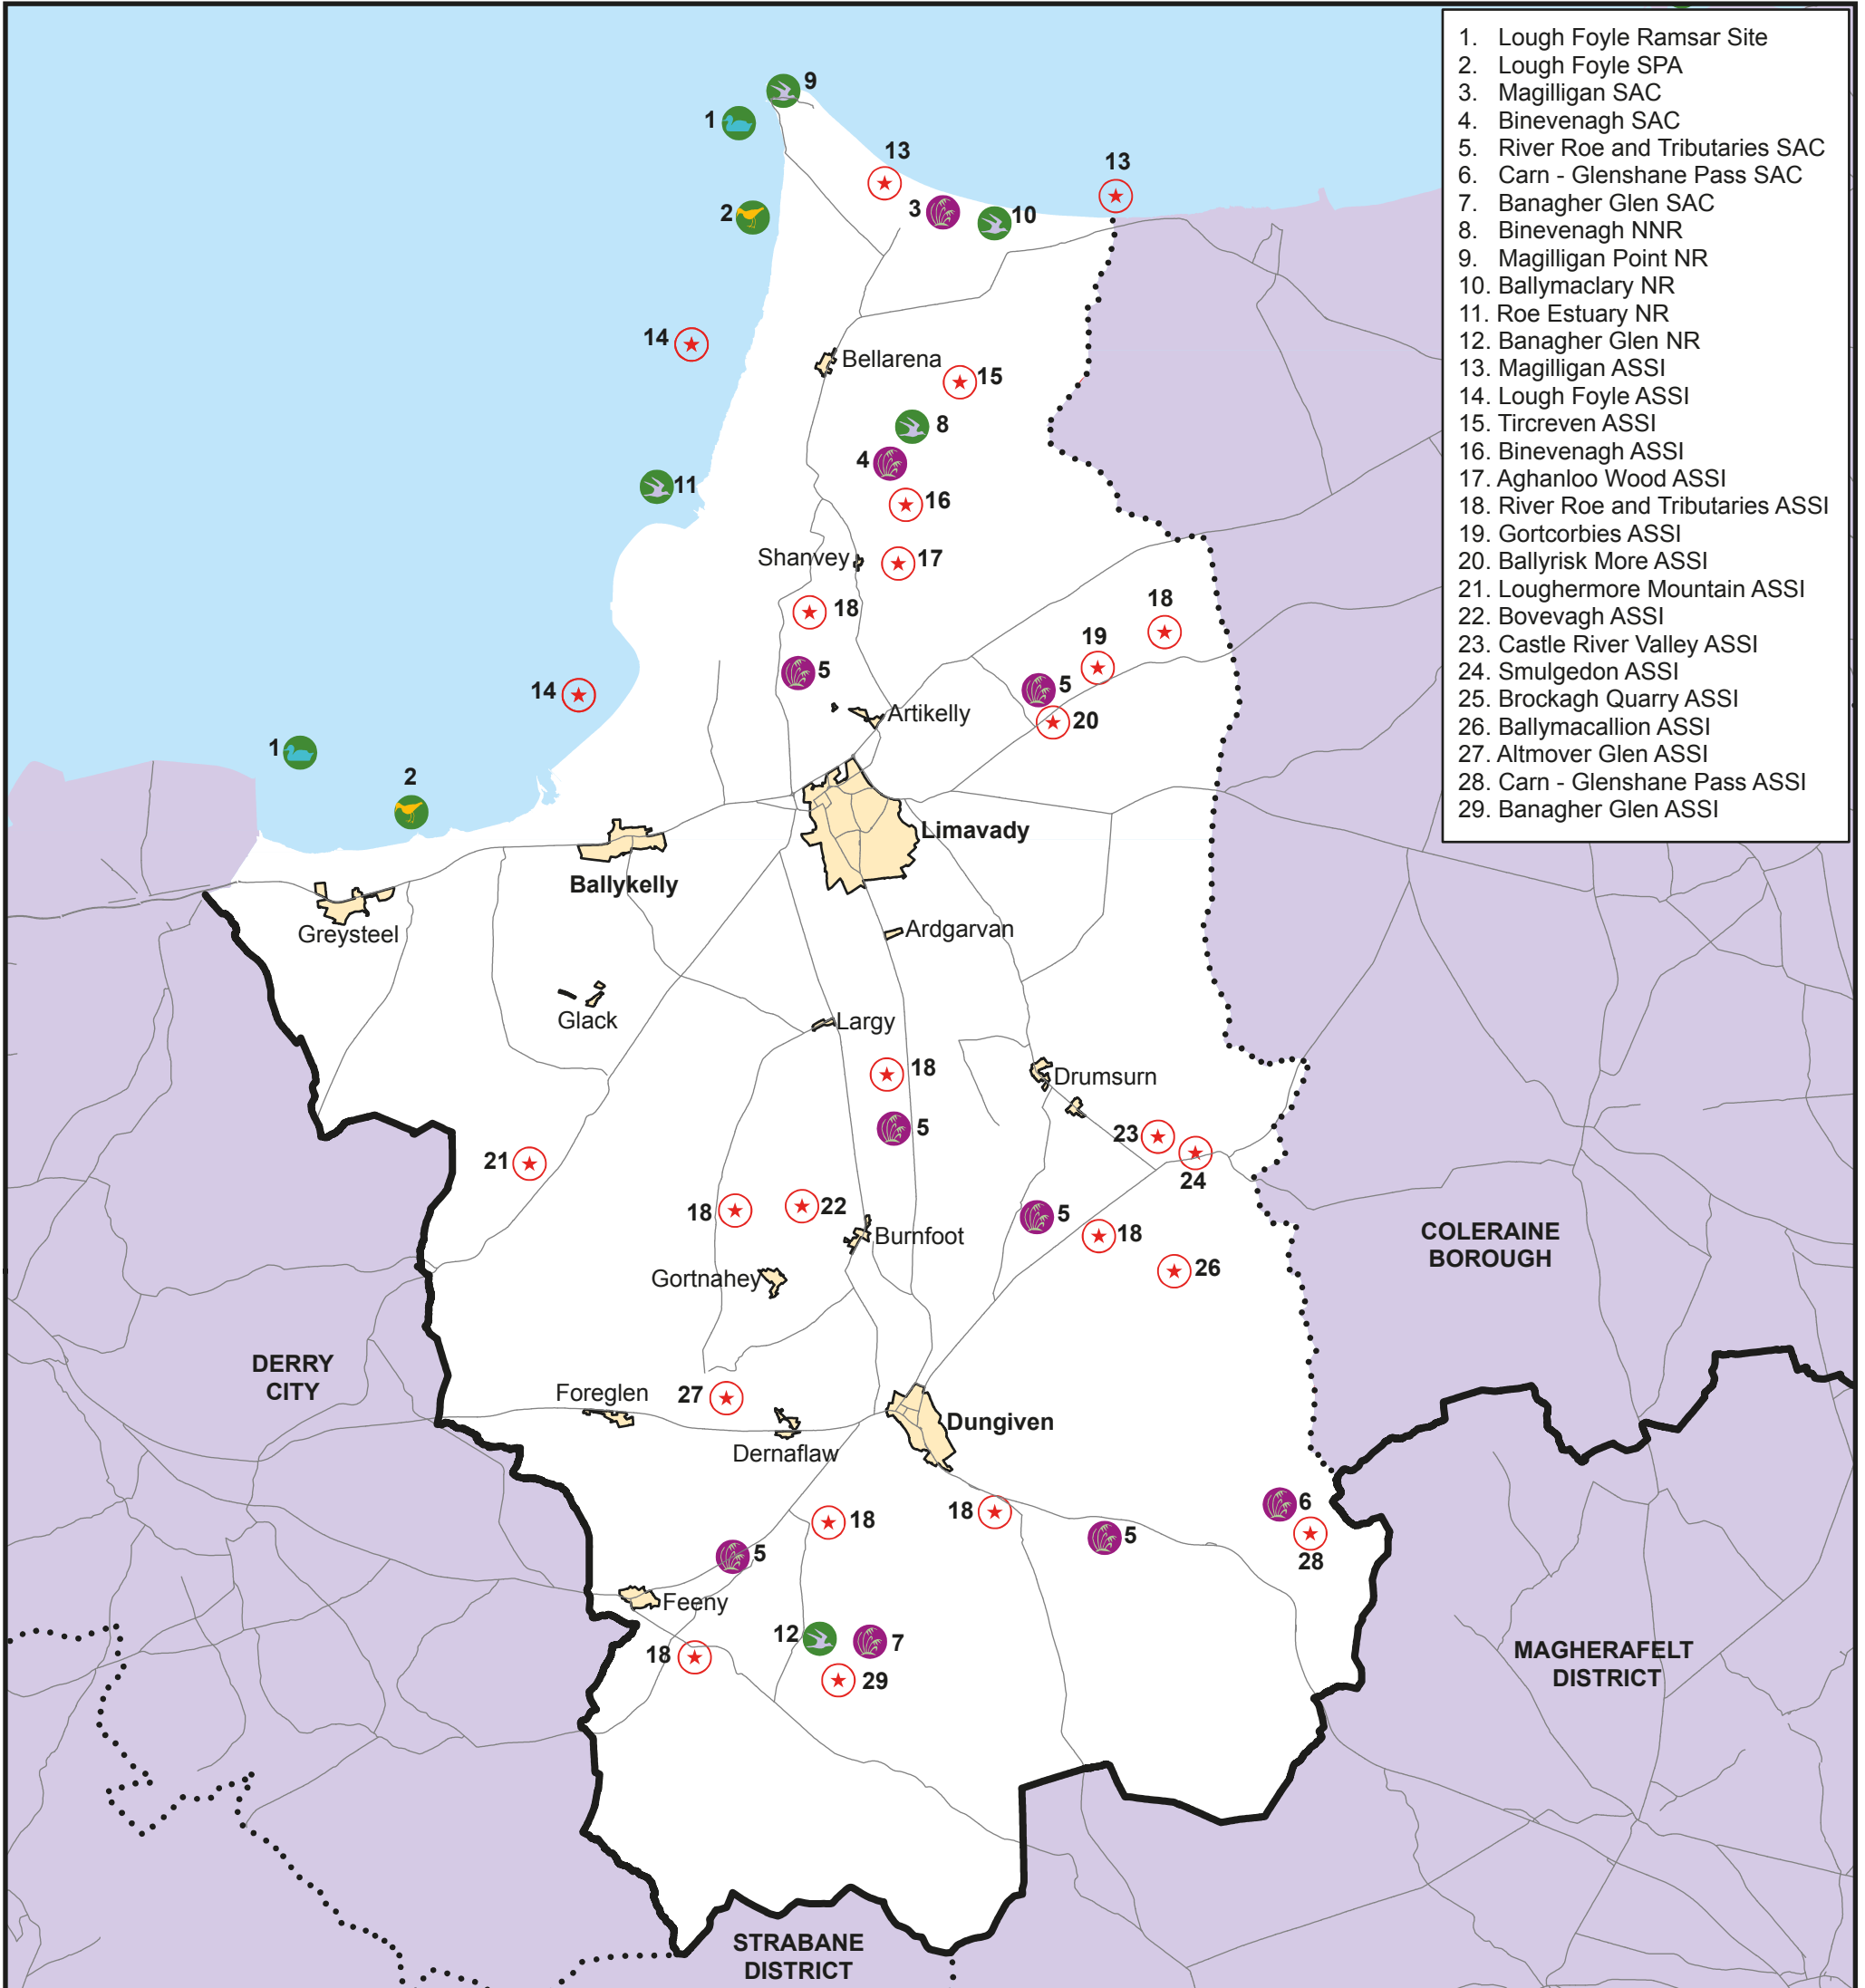 1. Lough Foyle Ramsar Site
2. Lough Foyle SPA
3. Magilligan SAC
4. Binevenagh SAC
5. River Roe and Tributaries SAC
6. Carn - Glenshane Pass SAC
7. Banagher Glen SAC
8. Binevenagh NNR
9. Magilligan Point NR
10. Ballymaclary NR
11. Roe Estuary NR
12. Banagher Glen NR
13. Magilligan ASSI
14. Lough Foyle ASSI
15. Tircreven ASSI
16. Binevenagh ASSI
17. Aghanloo Wood ASSI
18. River Roe and Tributaries ASSI
19. Gortcorbies ASSI
20. Ballyrisk More ASSI
21. Loughermore Mountain ASSI
22. Bovevagh ASSI
23. Castle River Valley ASSI
24. Smulgedon ASSI
25. Brockagh Quarry ASSI
26. Ballymacallion ASSI
27. Altmover Glen ASSI
28. Carn - Glenshane Pass ASSI
29. Banagher Glen ASSI
9
1
13
13
2
3
10
14
Bellarena
15
8
4
11
16
Shanvey
17
18
18
19
5
5
14
Artikelly
20
1
2
Limavady
Ballykelly
Greysteel
Ardgarvan
Glack
Largy
18
Drumsurn
5
23
21
24
18
22
5
18
Burnfoot
COLERAINE
BOROUGH
26
Gortnahey
DERRY
CITY
Foreglen
27
Dungiven
Dernaflaw
6
18
18
5
28
5
Feeny
12
7
18
29
MAGHERAFELT
DISTRICT
STRABANE
DISTRICT